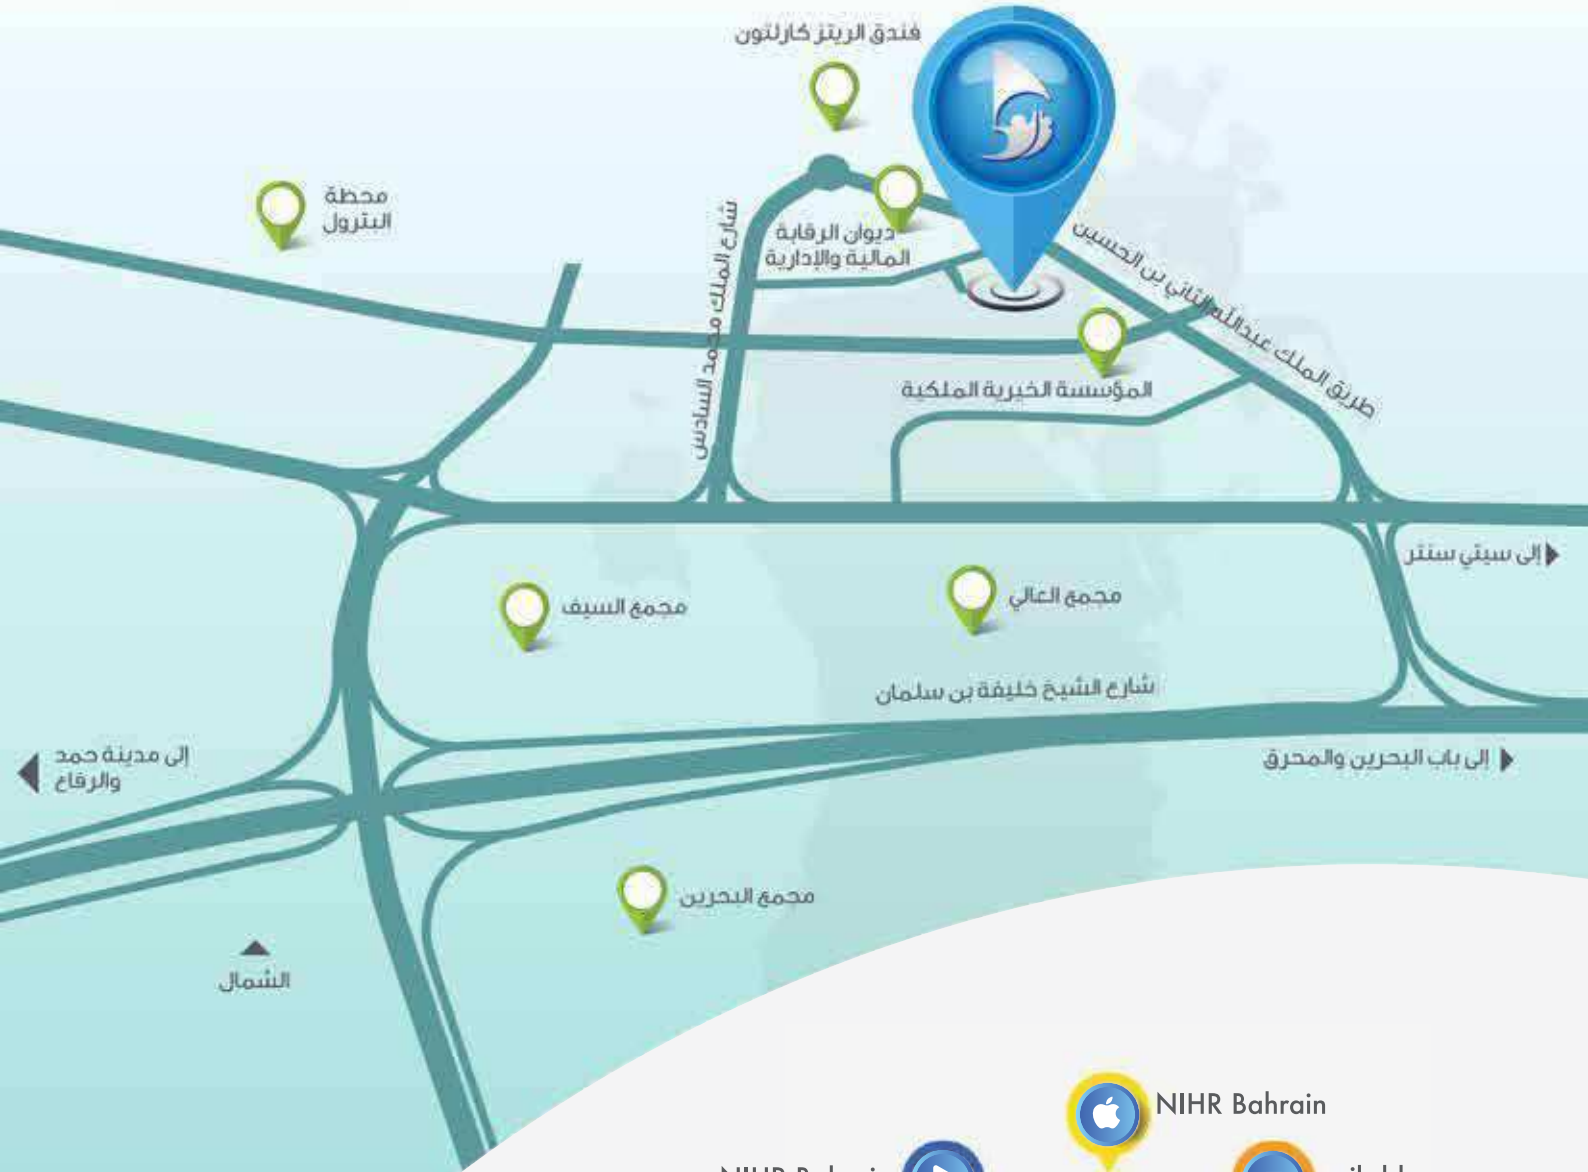 فندق الريتز كارلتون
محطة
البترول
ديوان الرقابة
المالية والإدارية
شارع الملك محمد السادس
طريق الملك عبدالله الثاني بن الحسين
المؤسسة الخيرية الملكية
إلى سيتي سنتر
مجمع السيف
مجمع العالي
شارع الشيخ خليفة بن سلمان
إلى مدينة حمد
والرفاع
إلى باب البحرين والمحرق
مجمع البحرين
الشمال
NIHR Bahrain
NIHR Bahrain